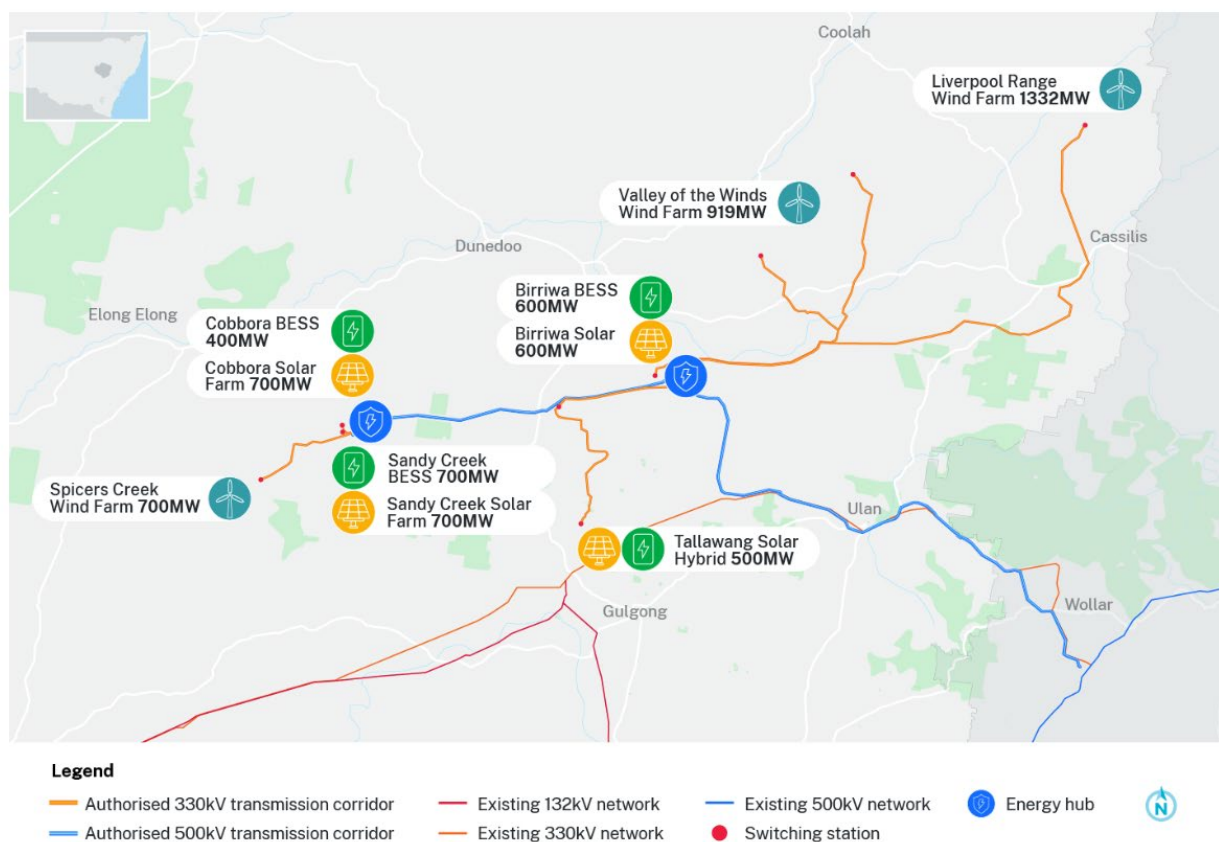 Coolah
Liverpool Range
Wind Farm 1332MW
Valley of the Winds
Wind Farm 919MW
Dunedoo
Cassilis
Birriwa BESS
600MW
Elong Elong
Cobbora BESS
400MW
Birriwa Solar
600MW
Cobbora Solar
Farm 700MW
Sandy Creek
BESS 700MW
Spicers Creek
Wind Farm 700MW
Sandy Creek Solar
Farm 700MW
Ulan
Tallawang Solar
Hybrid 500MW
Gulgong
Wollar
Legend
Authorised 330kV transmission corridor
Existing 132kV network
Existing 500kV network
Energy hub
N
Authorised 500kV transmission corridor
Existing 330kV network
Switching station